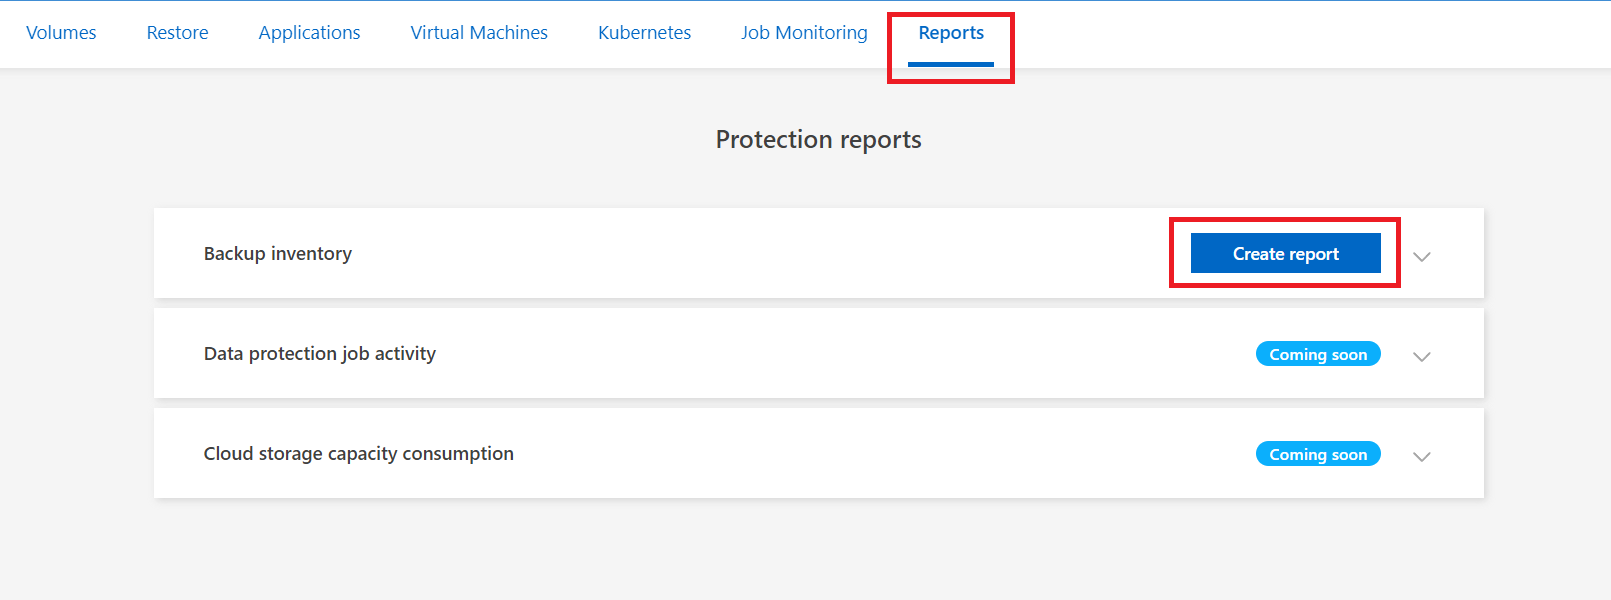 Volumes Restore Applications Virtual Machines Kubernetes Job Monitoring Reports
Protection reports
Backup inventory Create report
Data protection job activity Coming soon
Cloud storage capacity consumption Coming soon